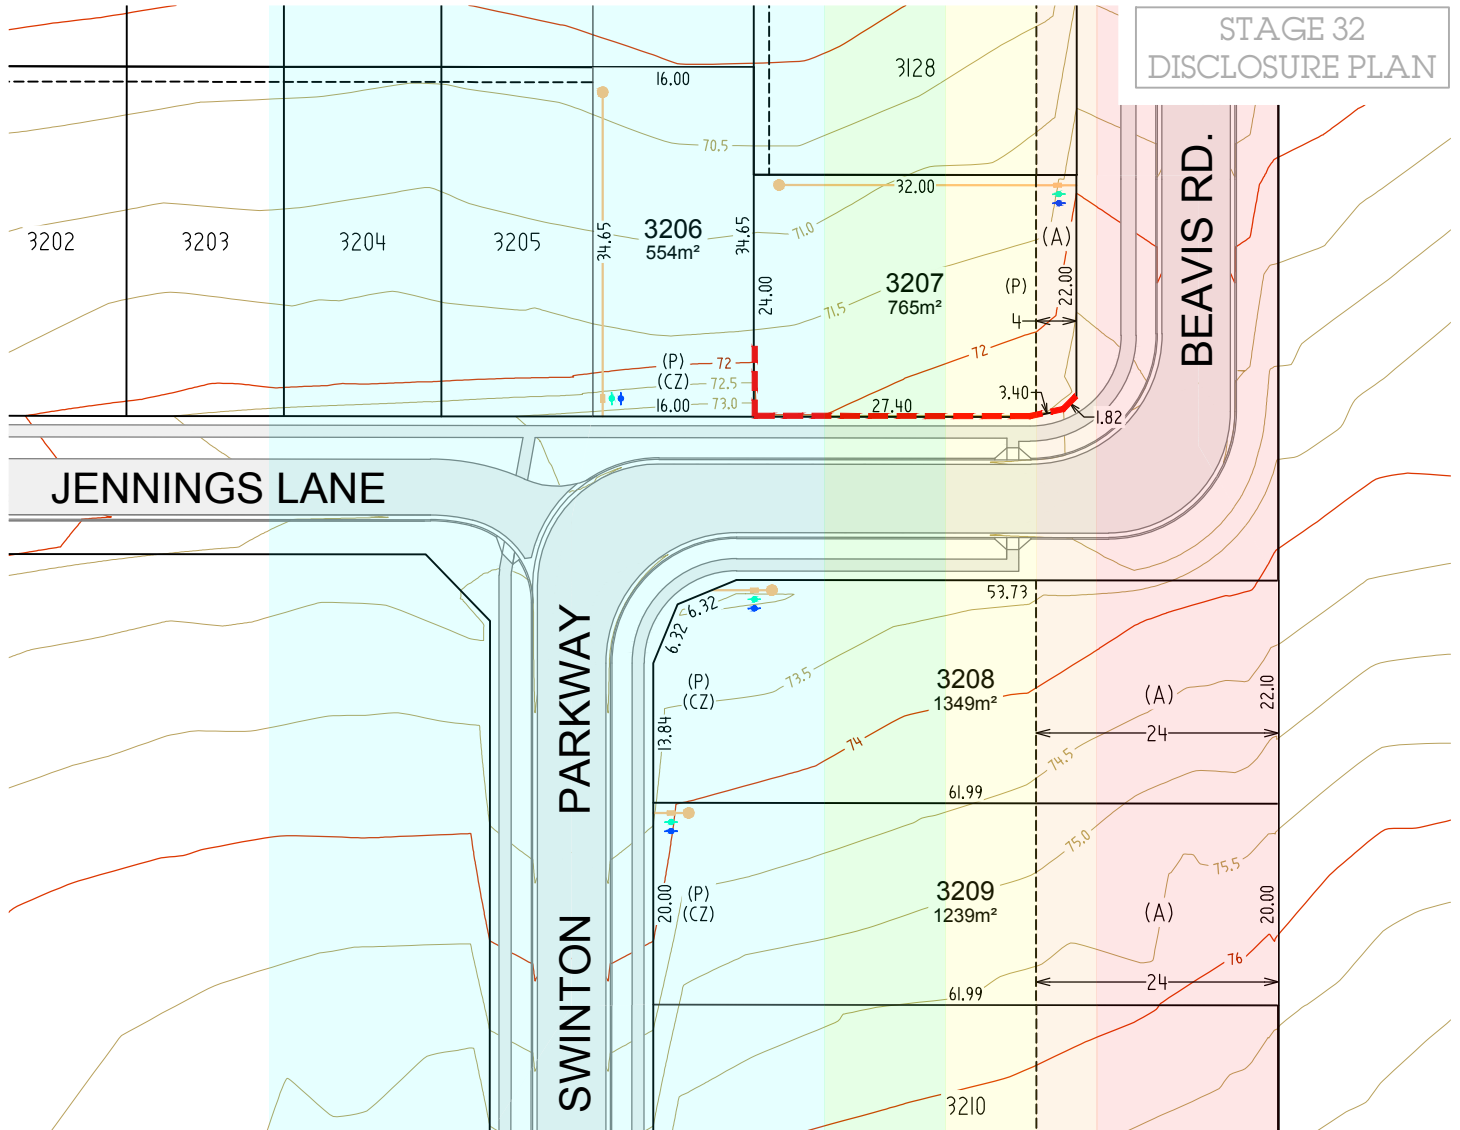 STAGE 32
DISCLOSURE PLAN
3128
16.00
70.5
32.00
BEAVIS RD.
3202
3203
3204
3205
34.65
3206
554m²
34.65
71.0
(A)
3207
765m²
24.00
(P)
22.00
71.5
4
72
(P)
72
(CZ)
72.5
16.00
73.0
27.40
3.40
1.82
JENNINGS LANE
53.73
6.32
6.32
SWINTON PARKWAY
(P)
(CZ)
73.5
3208
1349m²
(A)
22.10
13.84
74
24
74.5
61.99
75.0
75.5
20.00
(P)
(CZ)
3209
1239m²
(A)
20.00
76
24
61.99
3210